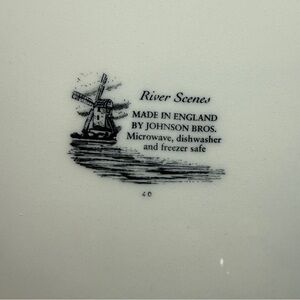 River Scenes
MADE IN ENGLAND
BY JOHNSON BROS.
Microwave, dishwasher
and freezer safe
40